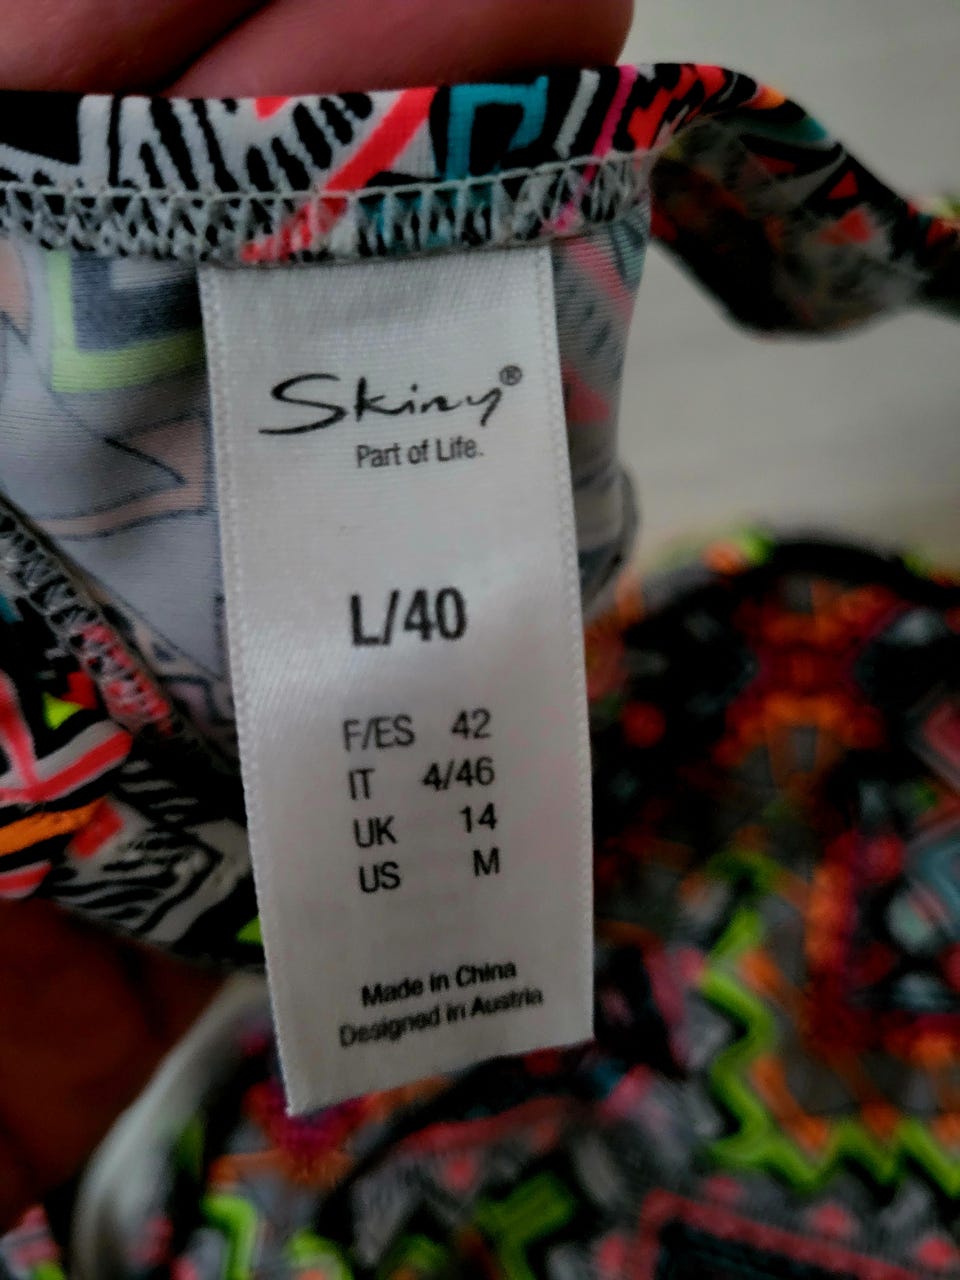 Skiny®
Part of Life.
L/40
F/ES 42
IT 4/46
UK 14
US M
Made in China
Designed in Austria